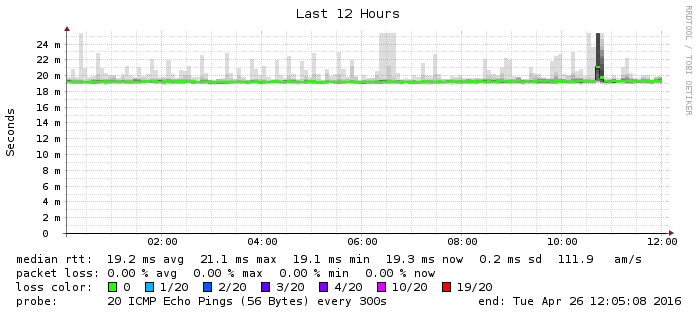 Last 12 Hours
RRDTOOL / TOBI OETIKER
Seconds
24 m
22 m
20 m
18 m
16 m
14 m
12 m
10 m
8 m
6 m
4 m
2 m
0
02:00 04:00 06:00 08:00 10:00 12:00
median rtt: 19.2 ms avg 21.1 ms max 19.1 ms min 19.3 ms now 0.2 ms sd 111.9 am/s
packet loss: 0.00 % avg 0.00 % max 0.00 % min 0.00 % now
loss color: 0 1/20 2/20 3/20 4/20 10/20 19/20
probe: 20 ICMP Echo Pings (56 Bytes) every 300s end: Tue Apr 26 12:05:08 2016